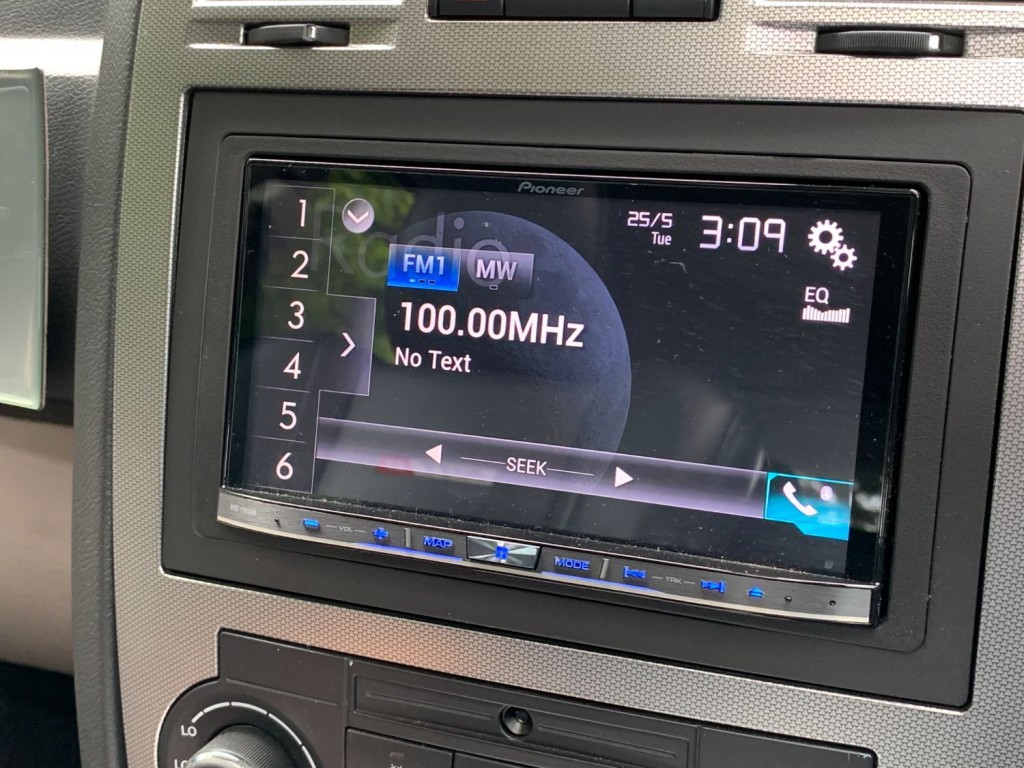 Pioneer
Radio
25/5
Tue
3:09
FM1
MW
EQ
100.00MHz
No Text
1
2
3
4
5
6
SEEK
VOL
MAP
MODE
TRK
LO